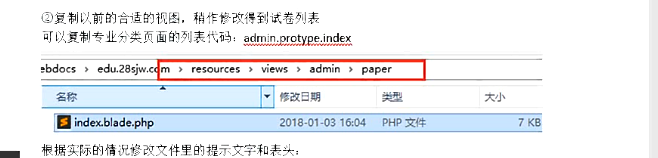 ②复制以前的合适的视图，稍作修改得到试卷列表
可以复制专业分类页面的列表代码：admin.protype.index
ebdocs › edu.28sjw.com › resources › views › admin › paper
名称 修改日期 类型 大小
index.blade.php 2018-01-03 16:04 PHP 文件 7 KB
根据实际的情况修改文件里的提示文字和表头：